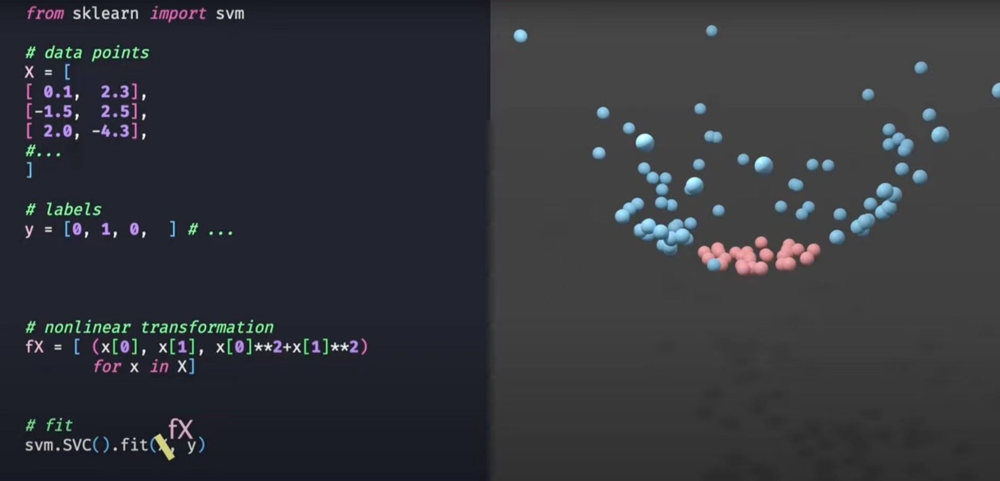 from sklearn import svm
# data points
X = [
[ 0.1,  2.3],
[-1.5,  2.5],
[ 2.0, -4.3],
#...
]
# labels
y = [0, 1, 0,  ] # ...
# nonlinear transformation
fX = [ (x[0], x[1], x[0]**2+x[1]**2)
for x in X]
# fit
fX
svm.SVC().fit(X, y)